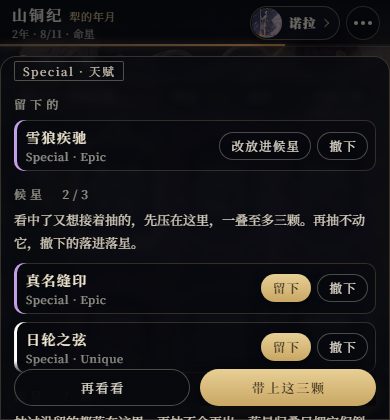 山铜纪 犁的年月
2年 · 8/11 · 命星
诺拉
Special · 天赋
留下的
雪狼疾驰
Special · Epic
改放进候星
撤下
候星 2/3
看中了又想接着抽的，先压在这里，一叠至多三颗。再抽不动
它，撤下的落进落星。
真名缝印
Special · Epic
留下
撤下
日轮之弦
Special · Unique
留下
撤下
再看看
带上这三颗